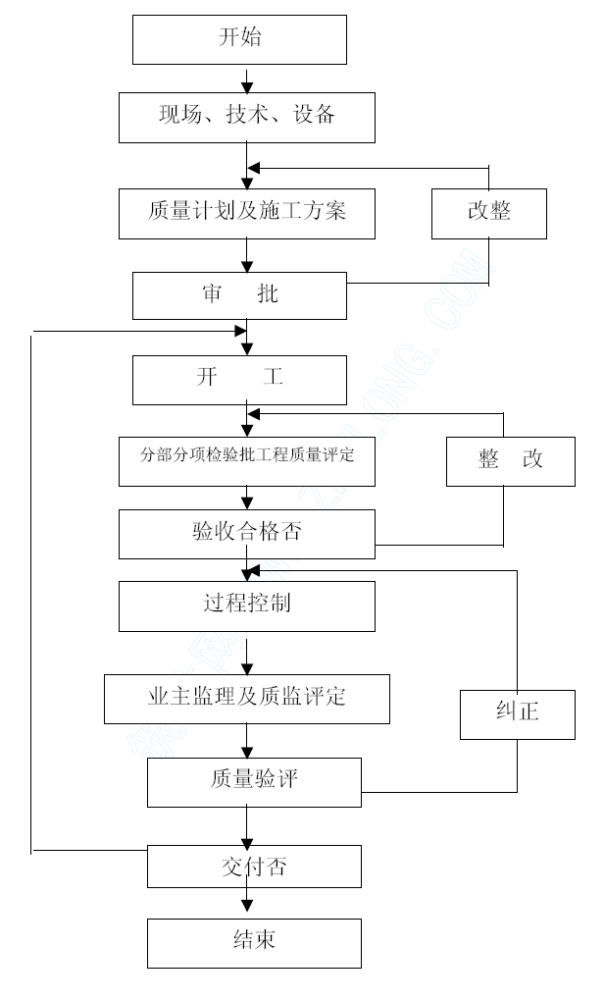 开始
现场、技术、设备
质量计划及施工方案
改整
审 批
开 工
分部分项检验批工程质量评定
整 改
验收合格否
过程控制
业主监理及质监评定
纠正
质量验评
交付否
结束